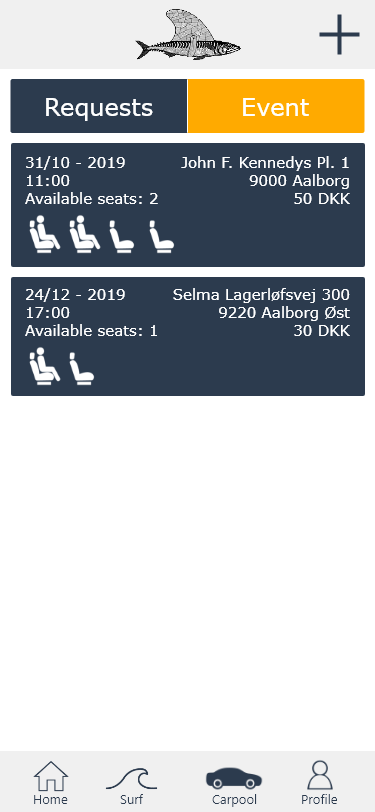 Requests
Event
31/10 - 2019
John F. Kennedys Pl. 1
11:00
9000 Aalborg
Available seats: 2
50 DKK
24/12 - 2019
Selma Lagerløfsvej 300
17:00
9220 Aalborg Øst
Available seats: 1
30 DKK
Home
Surf
Carpool
Profile